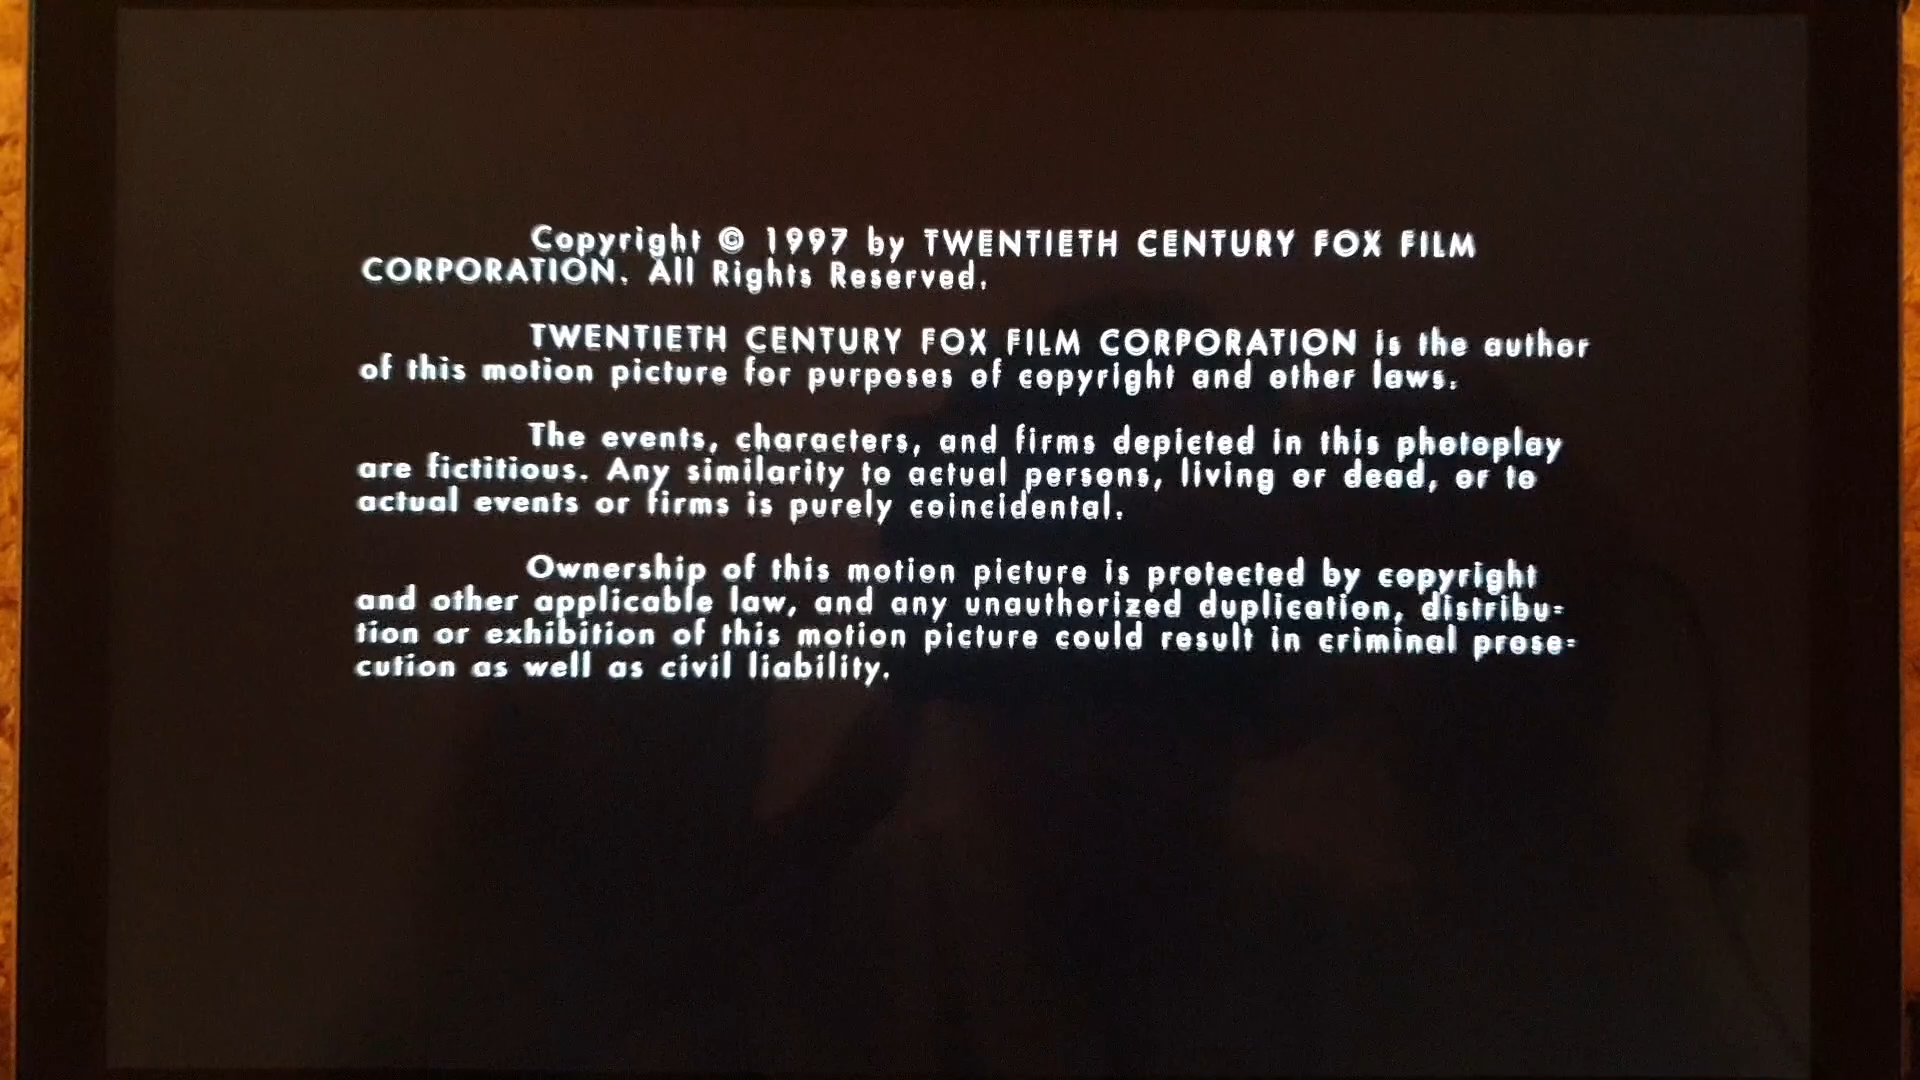 Copyright © 1997 by TWENTIETH CENTURY FOX FILM
CORPORATION. All Rights Reserved.
TWENTIETH CENTURY FOX FILM CORPORATION is the author
of this motion picture for purposes of copyright and other laws.
The events, characters, and firms depicted in this photoplay
are fictitious. Any similarity to actual persons, living or dead, or to
actual events or firms is purely coincidental.
Ownership of this motion picture is protected by copyright
and other applicable law, and any unauthorized duplication, distribu-
tion or exhibition of this motion picture could result in criminal prose-
cution as well as civil liability.